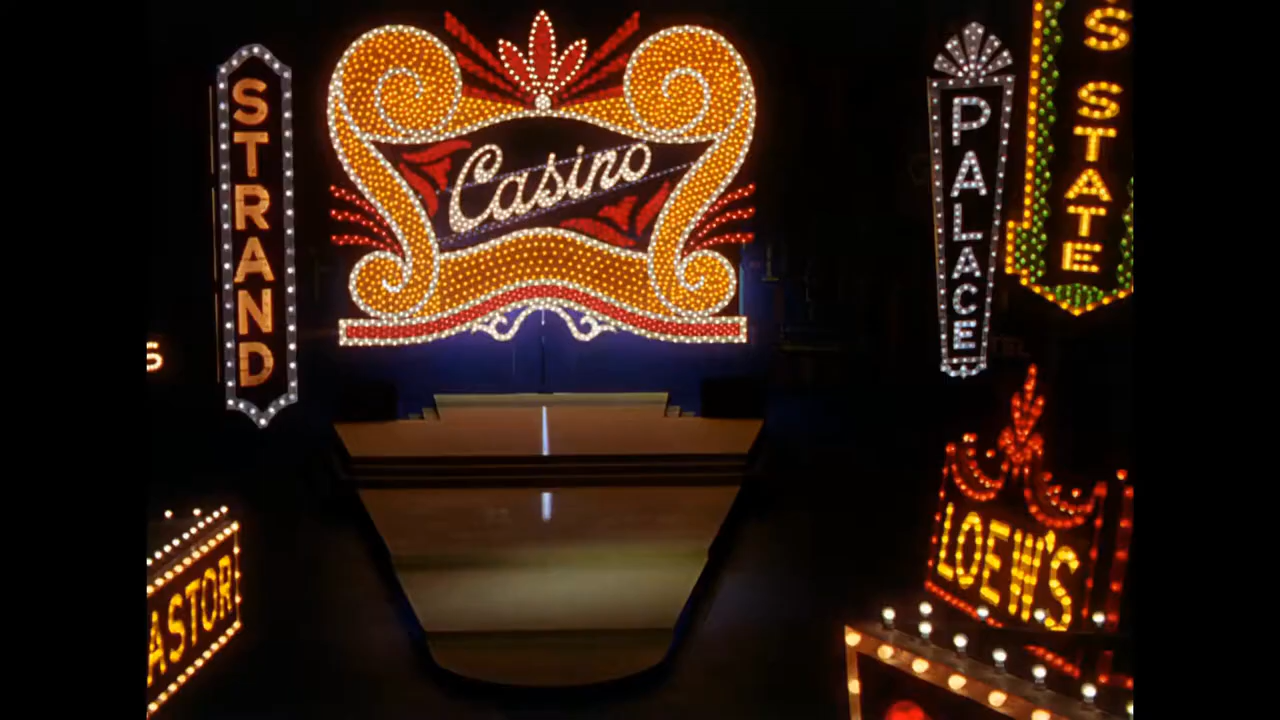 STRAND
Casino
PALACE
S STATE
S
ASTOR
LOEW'S